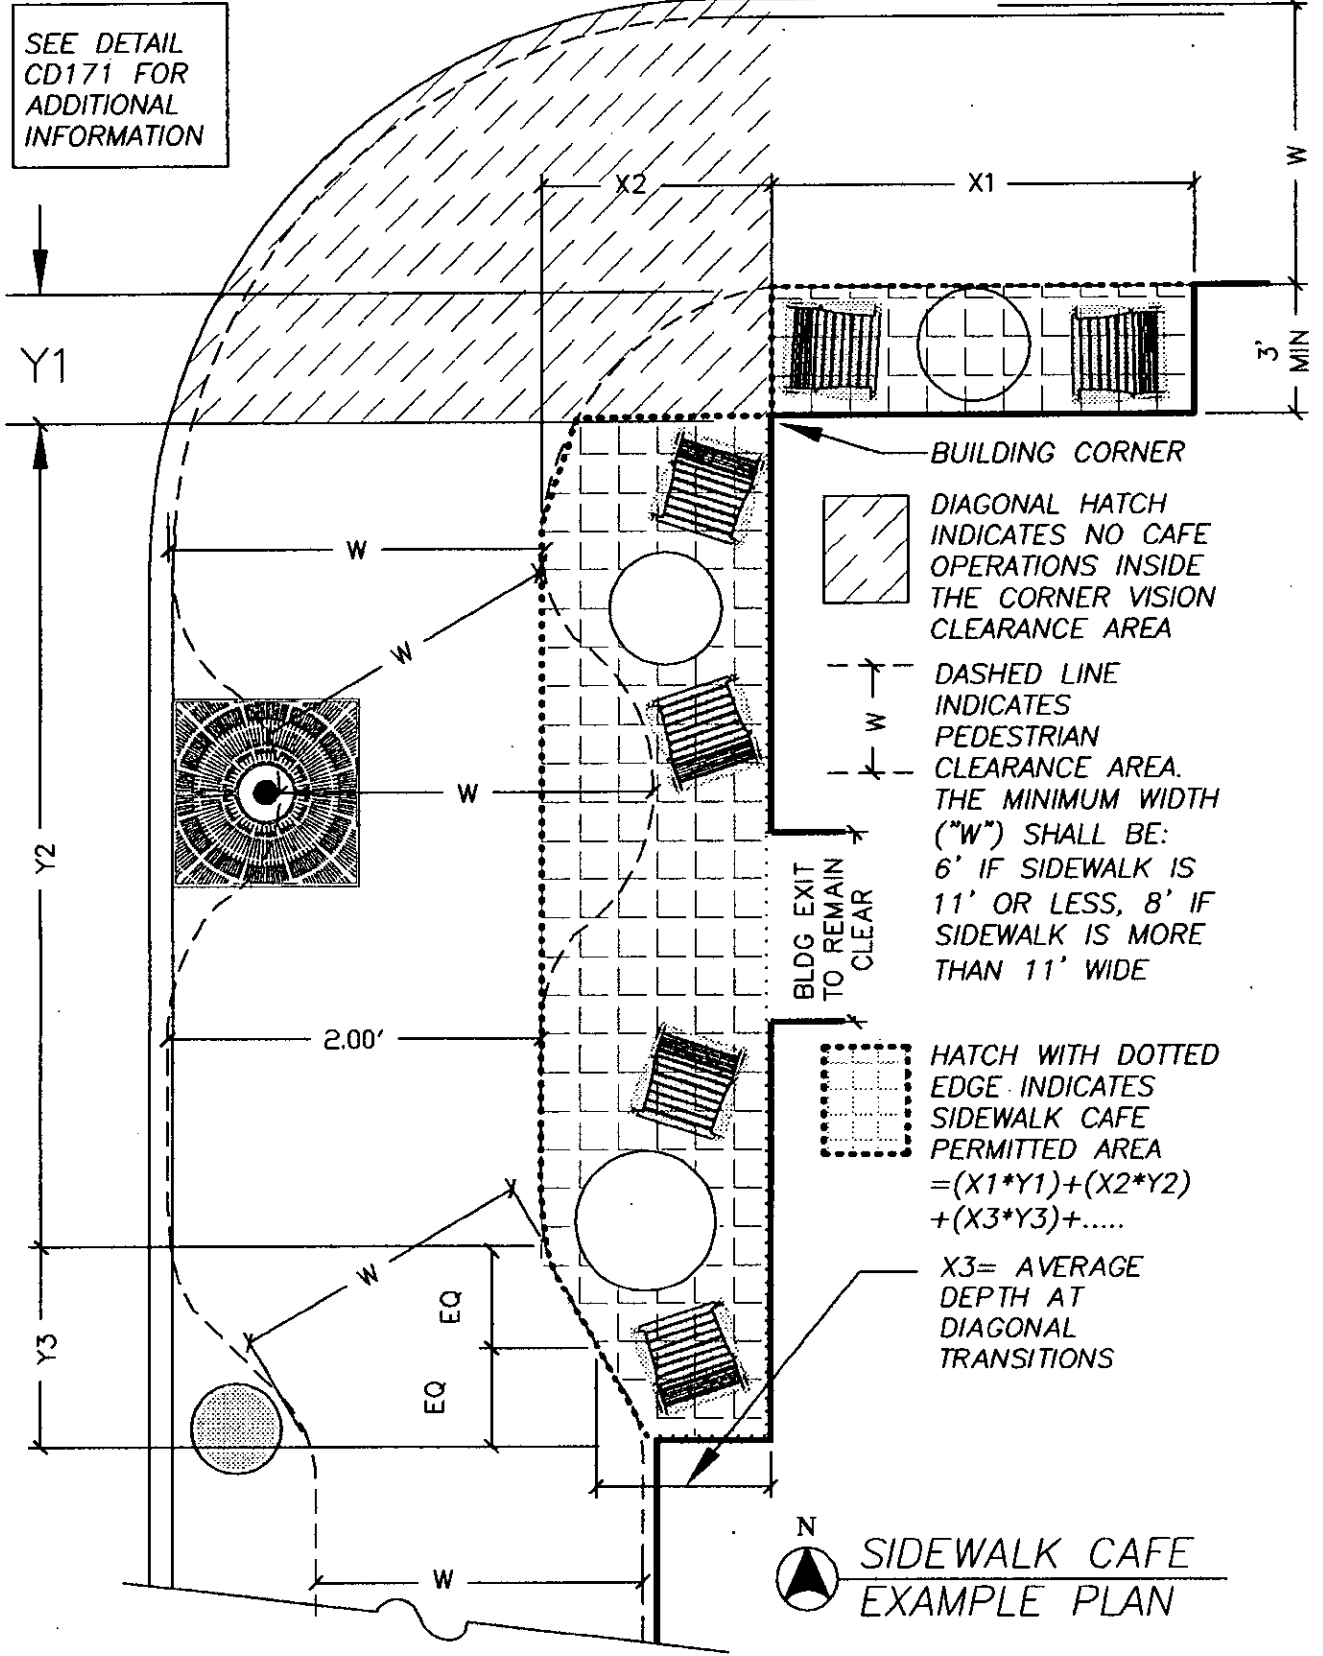 SEE DETAIL
CD171 FOR
ADDITIONAL
INFORMATION
W
X2
X1
Y1
3'
MIN
BUILDING CORNER
DIAGONAL HATCH
INDICATES NO CAFE
OPERATIONS INSIDE
THE CORNER VISION
CLEARANCE AREA
W
W
W
DASHED LINE
INDICATES
PEDESTRIAN
CLEARANCE AREA.
THE MINIMUM WIDTH
("W") SHALL BE:
6' IF SIDEWALK IS
11' OR LESS, 8' IF
SIDEWALK IS MORE
THAN 11' WIDE
W
Y2
BLDG EXIT
TO REMAIN
CLEAR
2.00'
HATCH WITH DOTTED
EDGE INDICATES
SIDEWALK CAFE
PERMITTED AREA
=(X1*Y1)+(X2*Y2)
+(X3*Y3)+.....
W
EQ
Y3
EQ
X3= AVERAGE
DEPTH AT
DIAGONAL
TRANSITIONS
W
N
SIDEWALK CAFE
EXAMPLE PLAN